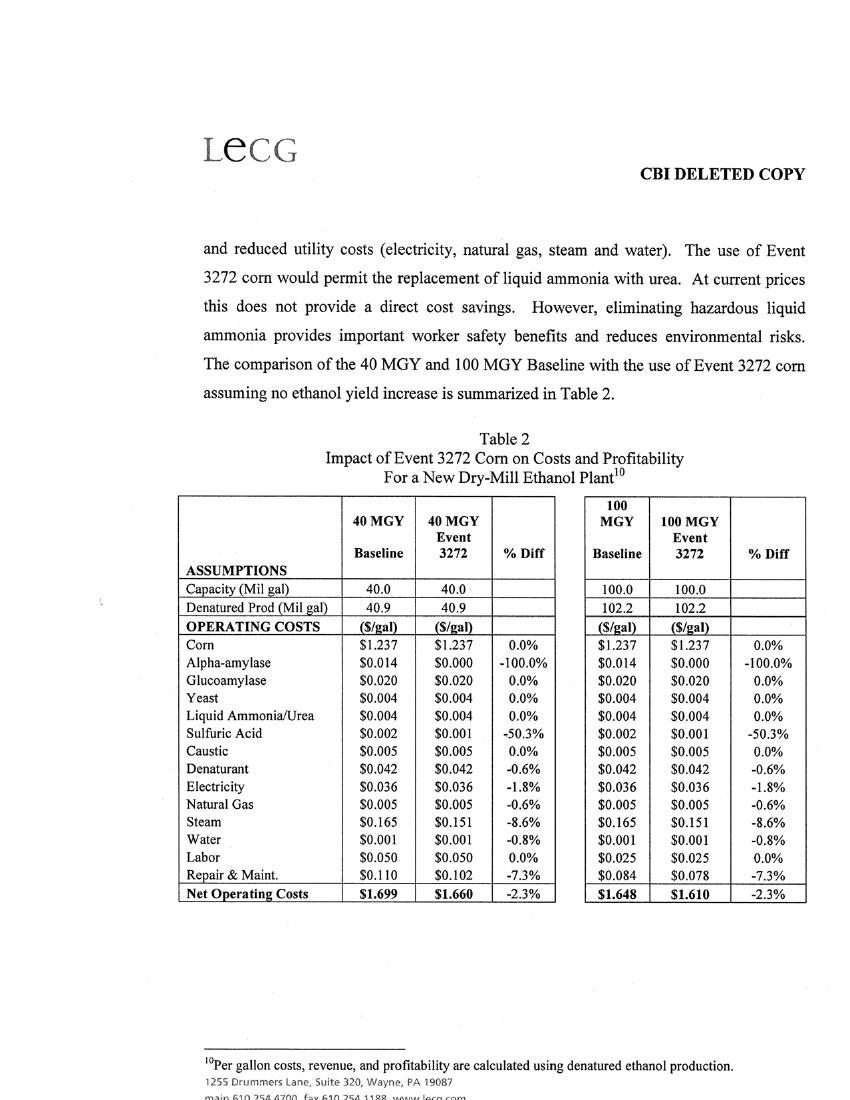 LECG
CBI DELETED COPY
and reduced utility costs (electricity, natural gas, steam and water). The use of Event
3272 corn would permit the replacement of liquid ammonia with urea. At current prices
this does not provide a direct cost savings. However, eliminating hazardous liquid
ammonia provides important worker safety benefits and reduces environmental risks.
The comparison of the 40 MGY and 100 MGY Baseline with the use of Event 3272 corn
assuming no ethanol yield increase is summarized in Table 2.
Table 2
Impact of Event 3272 Corn on Costs and Profitability
For a New Dry-Mill Ethanol Plant10
40 MGY Baseline 40 MGY Event 3272 % Diff 100 MGY Baseline 100 MGY Event 3272 % Diff
ASSUMPTIONS
Capacity (Mil gal) 40.0 40.0 100.0 100.0
Denatured Prod (Mil gal) 40.9 40.9 102.2 102.2
OPERATING COSTS ($/gal) ($/gal) ($/gal) ($/gal)
Corn $1.237 $1.237 0.0% $1.237 $1.237 0.0%
Alpha-amylase $0.014 $0.000 -100.0% $0.014 $0.000 -100.0%
Glucoamylase $0.020 $0.020 0.0% $0.020 $0.020 0.0%
Yeast $0.004 $0.004 0.0% $0.004 $0.004 0.0%
Liquid Ammonia/Urea $0.004 $0.004 0.0% $0.004 $0.004 0.0%
Sulfuric Acid $0.002 $0.001 -50.3% $0.002 $0.001 -50.3%
Caustic $0.005 $0.005 0.0% $0.005 $0.005 0.0%
Denaturant $0.042 $0.042 -0.6% $0.042 $0.042 -0.6%
Electricity $0.036 $0.036 -1.8% $0.036 $0.036 -1.8%
Natural Gas $0.005 $0.005 -0.6% $0.005 $0.005 -0.6%
Steam $0.165 $0.151 -8.6% $0.165 $0.151 -8.6%
Water $0.001 $0.001 -0.8% $0.001 $0.001 -0.8%
Labor $0.050 $0.050 0.0% $0.025 $0.025 0.0%
Repair & Maint. $0.110 $0.102 -7.3% $0.084 $0.078 -7.3%
Net Operating Costs $1.699 $1.660 -2.3% $1.648 $1.610 -2.3%
10Per gallon costs, revenue, and profitability are calculated using denatured ethanol production.
1255 Drummers Lane, Suite 320, Wayne, PA 19087
main 610.254.4700 fax 610.254.1188 www.lecg.com